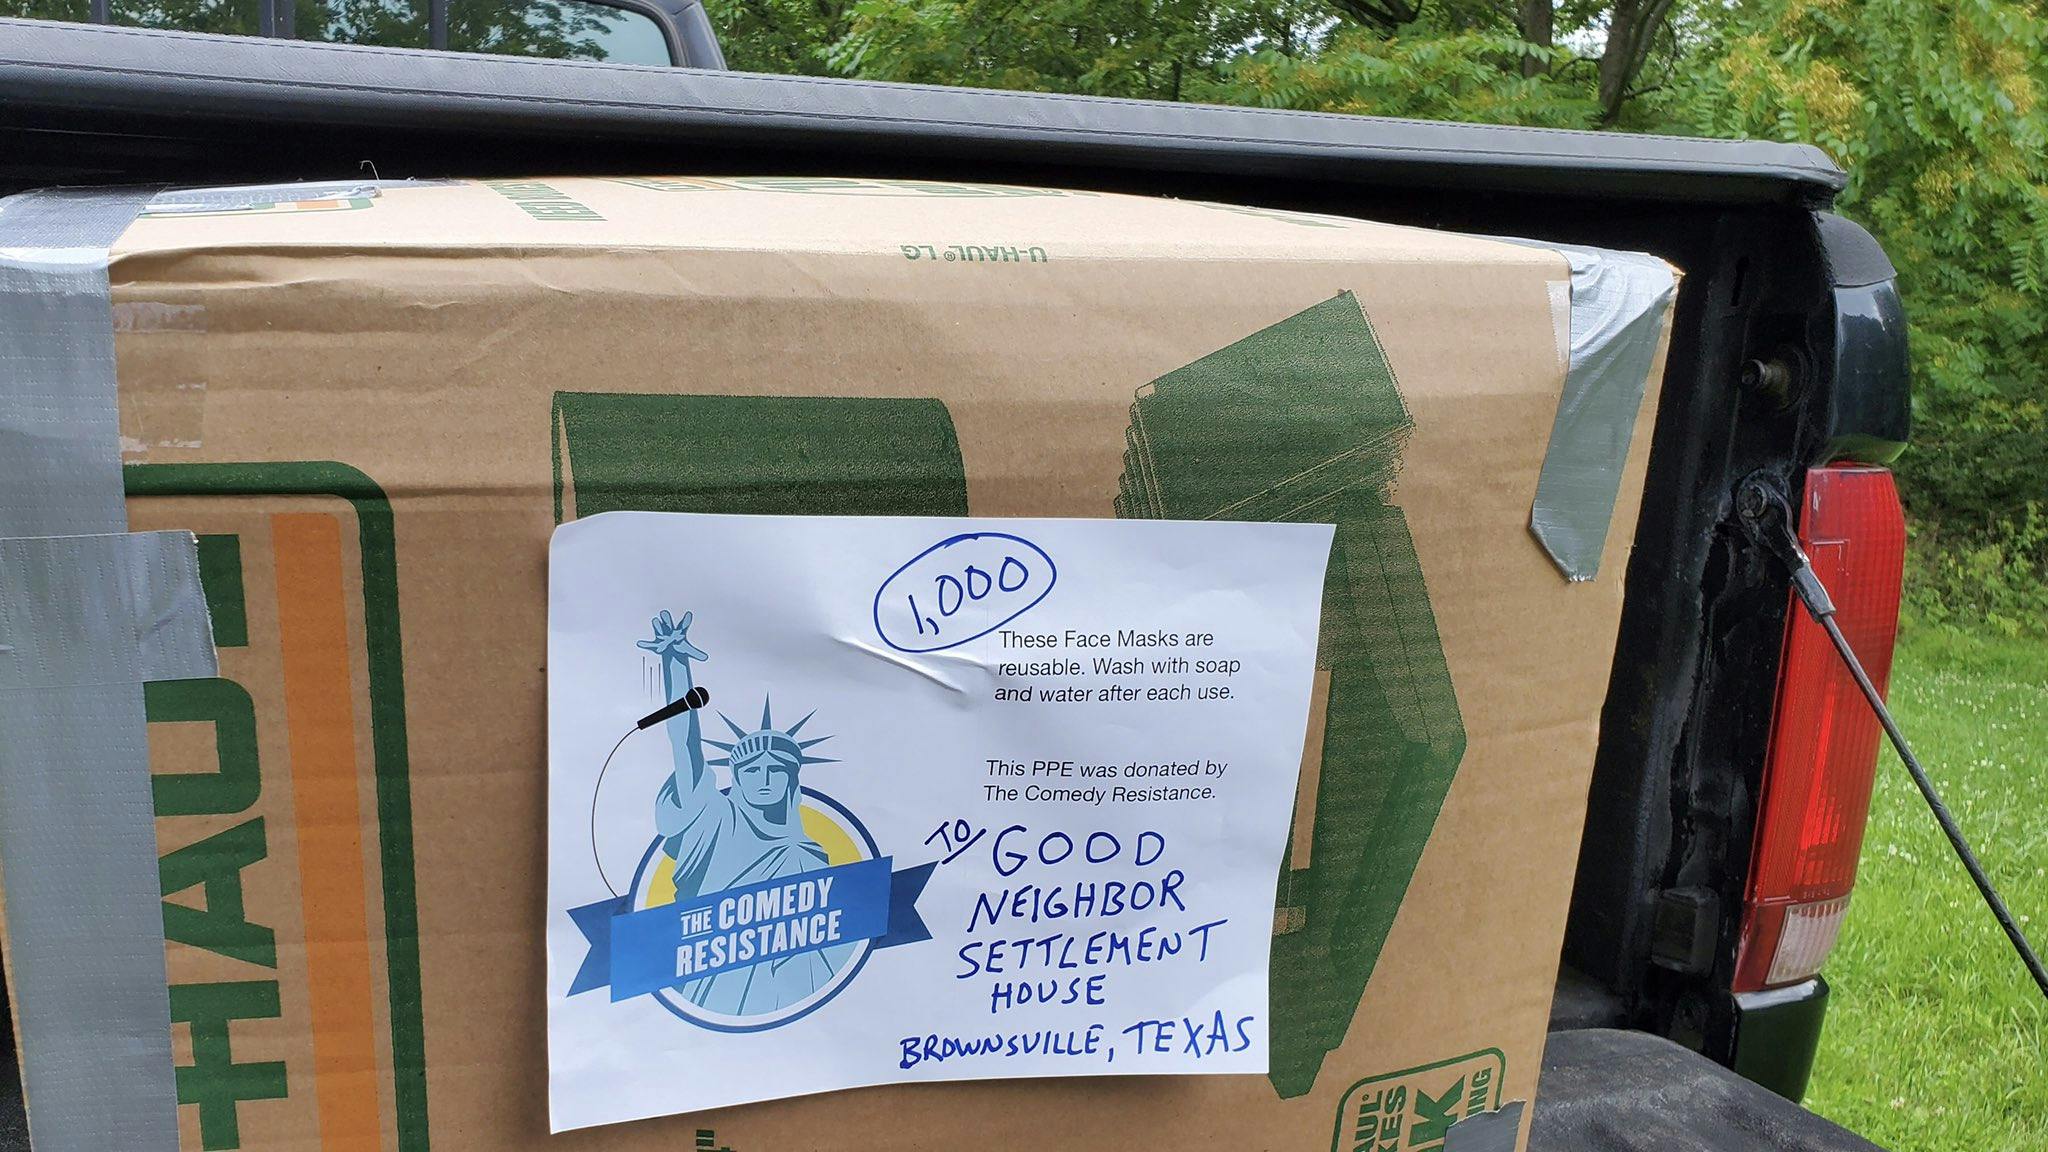 U-HAUL® LG
U-HAUL
1,000
These Face Masks are
reusable. Wash with soap
and water after each use.
This PPE was donated by
The Comedy Resistance.
THE COMEDY
RESISTANCE
TO GOOD
NEIGHBOR
SETTLEMENT
HOUSE
BROWNSVILLE, TEXAS